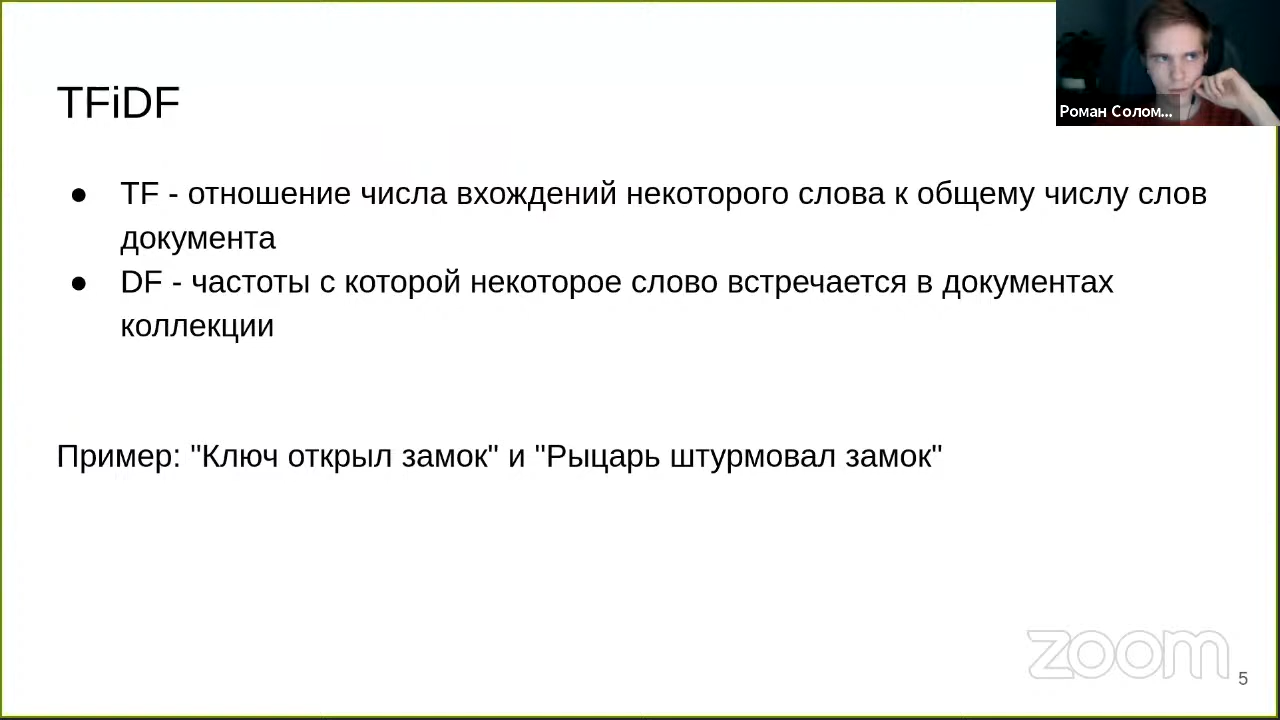 TFiDF
Роман Солом...
● TF - отношение числа вхождений некоторого слова к общему числу слов
документа
● DF - частоты с которой некоторое слово встречается в документах
коллекции
Пример: "Ключ открыл замок" и "Рыцарь штурмовал замок"
zoom
5